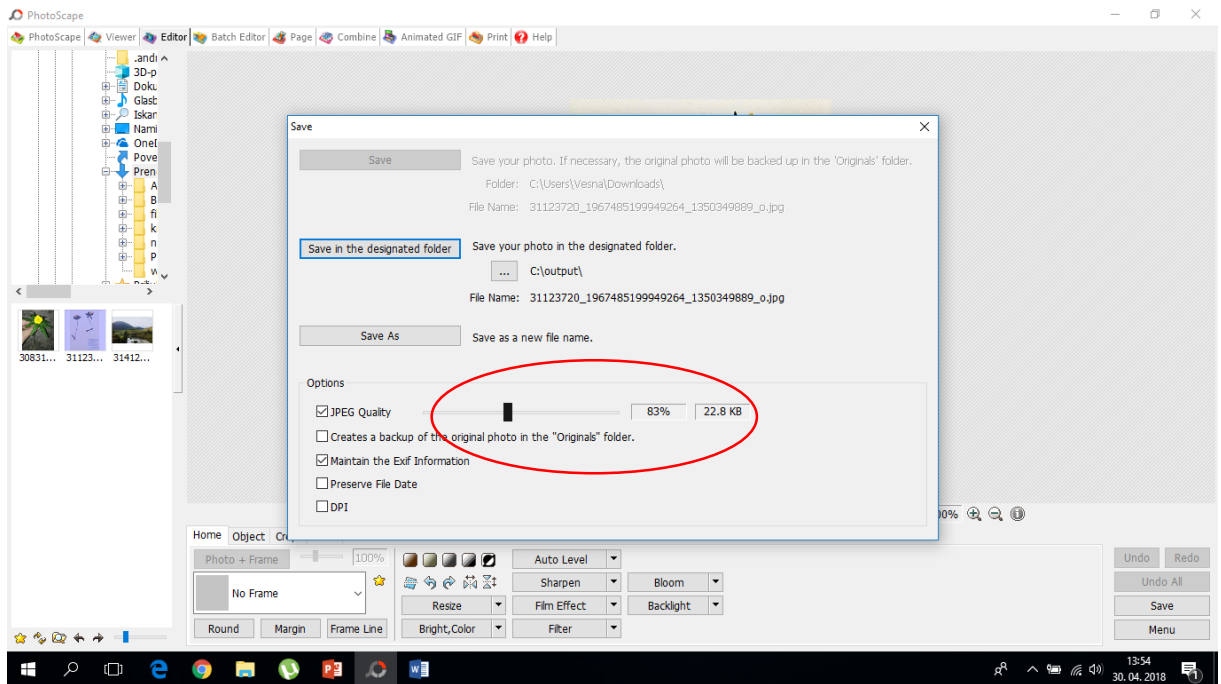 PhotoScape
PhotoScape Viewer Editor Batch Editor Page Combine Animated GIF Print Help
.andr
3D-p
Doku
Glasb
Iskan
Nami
OneD
Pove
Pren
A
B
fi
k
n
P
w
30831... 31123... 31412...
Save
Save Save your photo. If necessary, the original photo will be backed up in the 'Originals' folder.
Folder: C:\Users\Vesna\Downloads\
File Name: 31123720_1967485199949264_1350349889_o.jpg
Save in the designated folder Save your photo in the designated folder.
... C:\output\
File Name: 31123720_1967485199949264_1350349889_o.jpg
Save As Save as a new file name.
Options
JPEG Quality 83% 22.8 KB
Creates a backup of the original photo in the "Originals" folder.
Maintain the Exif Information
Preserve File Date
DPI
00%
Home Object
Photo + Frame 100% Auto Level Undo Redo
No Frame Sharpen Bloom Undo All
Resize Film Effect Backlight Save
Round Margin Frame Line Bright,Color Filter Menu
13:54
30. 04. 2018
1